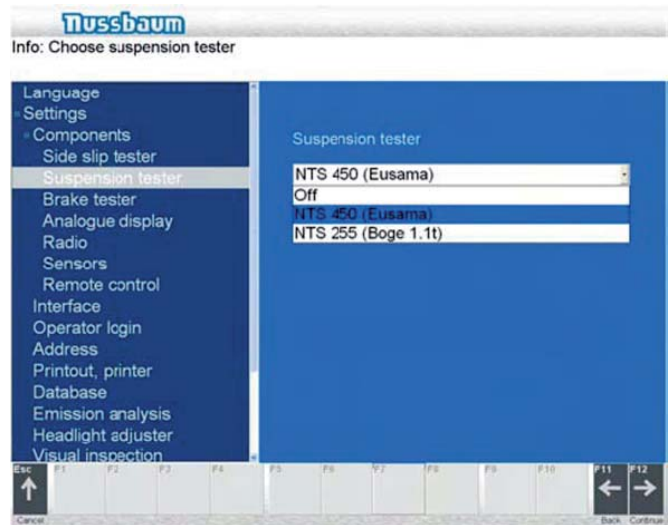 Nussbaum
Info: Choose suspension tester
Language
Settings
Components
Side slip tester
Suspension tester
Brake tester
Analogue display
Radio
Sensors
Remote control
Interface
Operator login
Address
Printout, printer
Database
Emission analysis
Headlight adjuster
Visual inspection
Suspension tester
NTS 450 (Eusama)
Off
NTS 450 (Eusama)
NTS 255 (Boge 1.1t)
Esc F1 F2 F3 F4 F5 F6 F7 F8 F9 F10 F11 F12
Cancel Back Continue